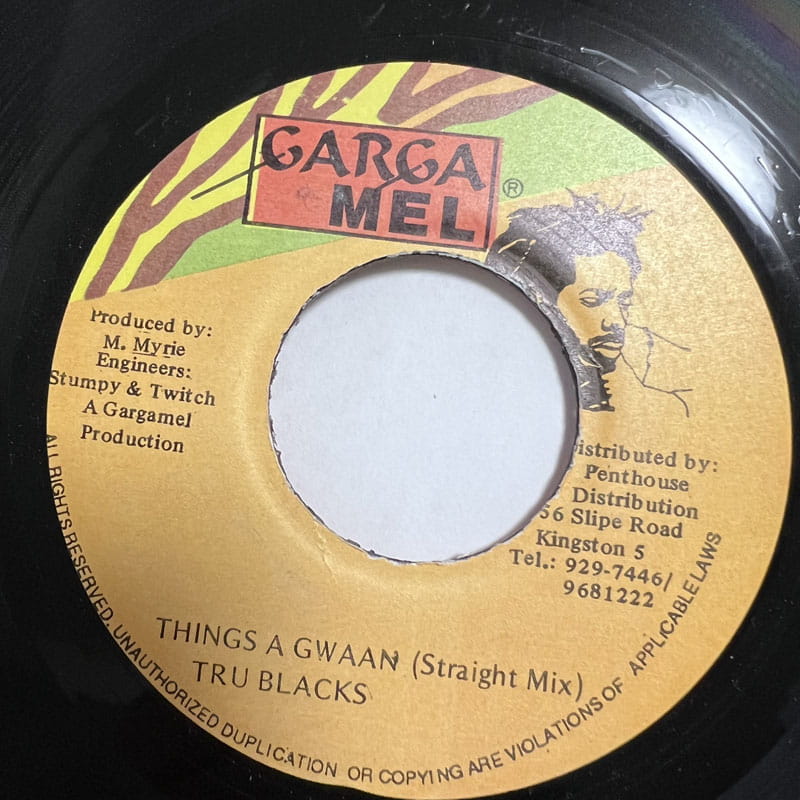 GARGA
MEL ®
Produced by:
M. Myrie
Engineers:
Stumpy & Twitch
A Gargamel
Production
Distributed by:
Penthouse
Distribution
56 Slipe Road
Kingston 5
Tel.: 929-7446/
9681222
THINGS A GWAAN (Straight Mix)
TRU BLACKS
ALL RIGHTS RESERVED, UNAUTHORIZED DUPLICATION OR COPYING ARE VIOLATIONS OF APPLICABLE LAWS